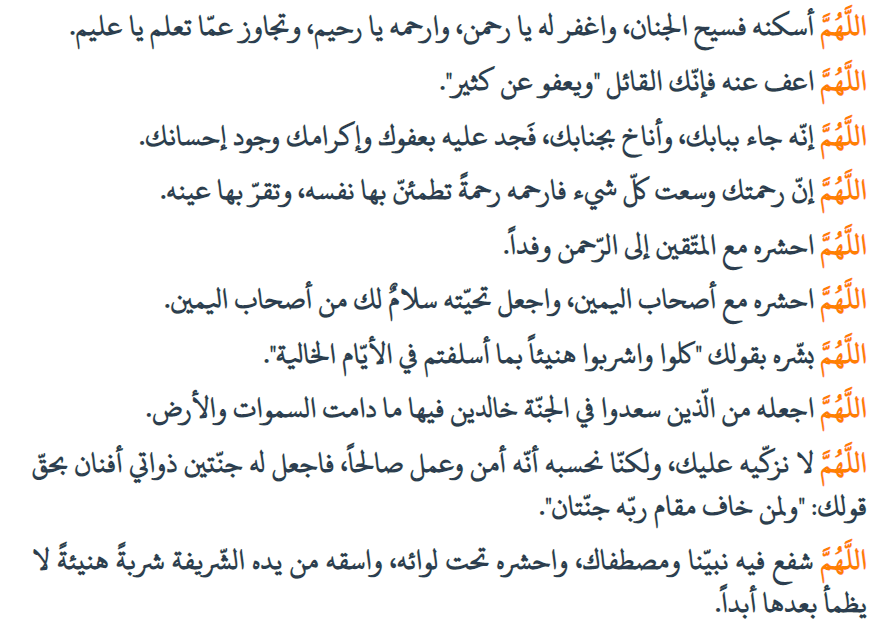 اللَّهُمَّ أسكنه فسيح الجنان، واغفر له يا رحمن، وارحمه يا رحيم، وتجاوز عمّا تعلم يا عليم.
اللَّهُمَّ اعف عنه فإنّك القائل "ويعفو عن كثير".
اللَّهُمَّ إنّه جاء ببابك، وأناخ بجنابك، فَجد عليه بعفوك وإكرامك وجود إحسانك.
اللَّهُمَّ إنّ رحمتك وسعت كلّ شيء فارحمه رحمةً تطمئنّ بها نفسه، وتقرّ بها عينه.
اللَّهُمَّ احشره مع المتّقين إلى الرّحمن وفداً.
اللَّهُمَّ احشره مع أصحاب اليمين، واجعل تحيّته سلامٌ لك من أصحاب اليمين.
اللَّهُمَّ بشّره بقولك "كلوا واشربوا هنيئاً بما أسلفتم في الأيّام الخالية".
اللَّهُمَّ اجعله من الّذين سعدوا في الجنّة خالدين فيها ما دامت السموات والأرض.
اللَّهُمَّ لا نزكّيه عليك، ولكنّا نحسبه أنّه أمن وعمل صالحاً، فاجعل له جنّتين ذواتي أفنان بحقّ
قولك: "ولمن خاف مقام ربّه جنّتان".
اللَّهُمَّ شفع فيه نبيّنا ومصطفاك، واحشره تحت لوائه، واسقه من يده الشّريفة شربةً هنيئةً لا
يظمأ بعدها أبداً.